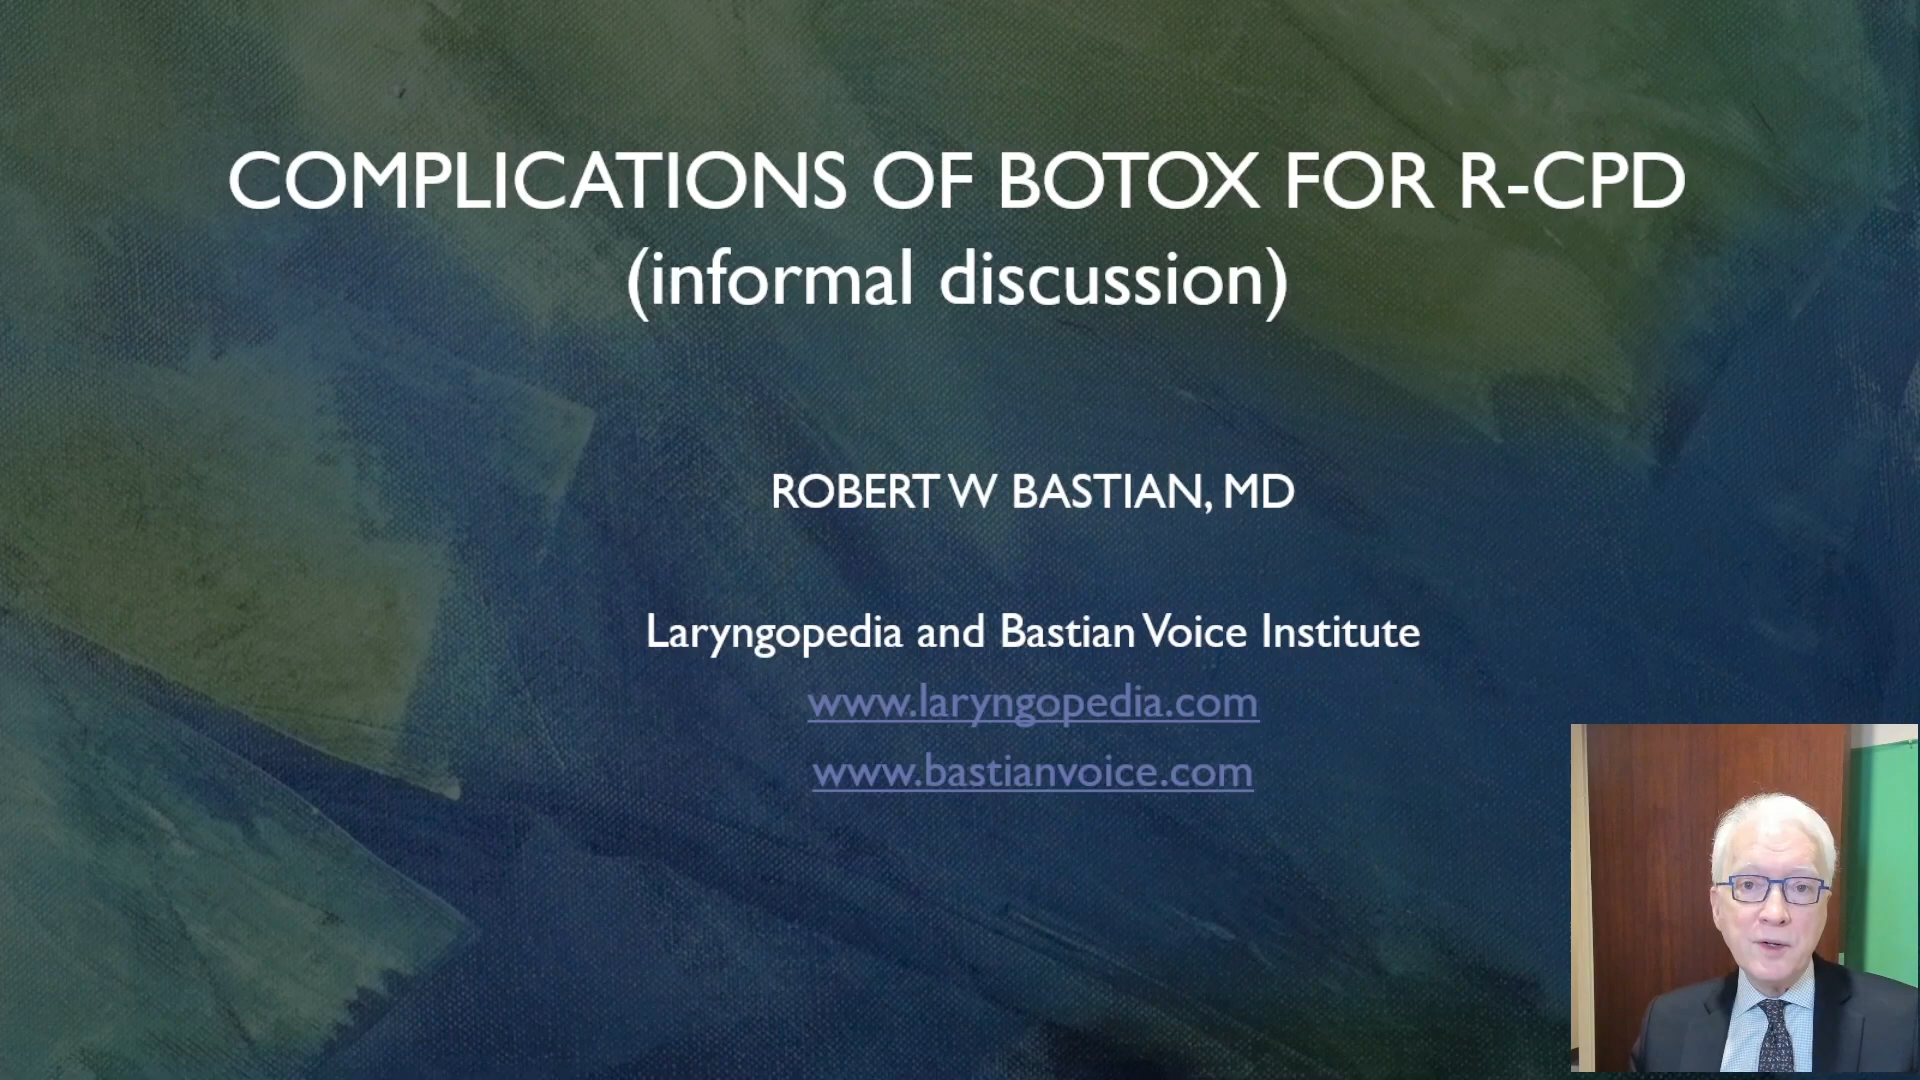 COMPLICATIONS OF BOTOX FOR R-CPD
(informal discussion)
ROBERT W BASTIAN, MD
Laryngopedia and Bastian Voice Institute
www.laryngopedia.com
www.bastianvoice.com